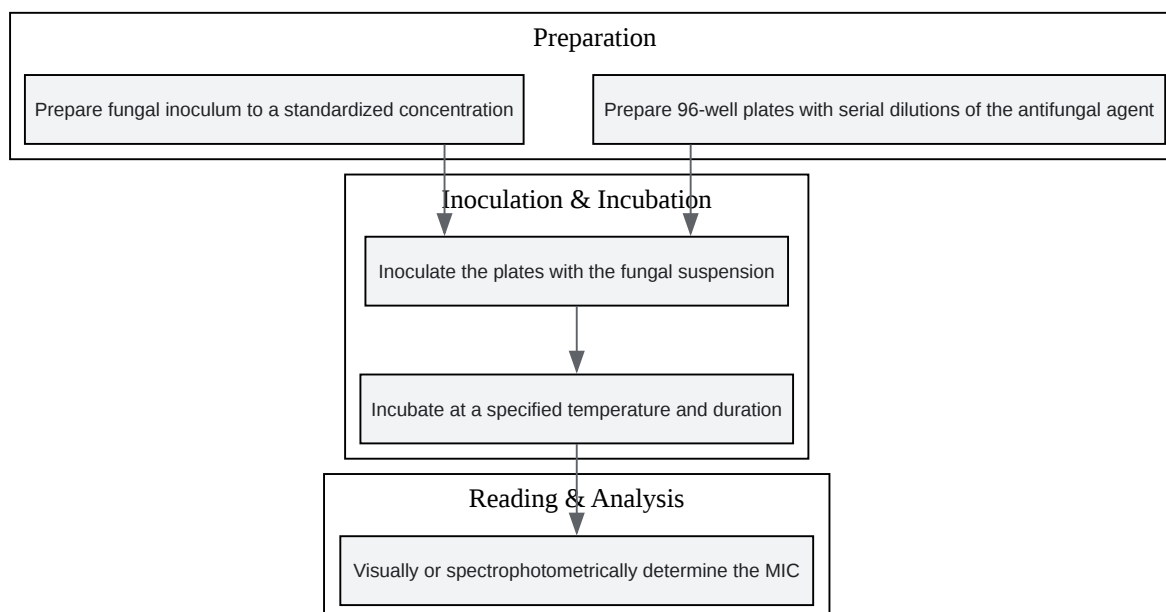 Preparation
Prepare fungal inoculum to a standardized concentration
Prepare 96-well plates with serial dilutions of the antifungal agent
Inoculation & Incubation
Inoculate the plates with the fungal suspension
Incubate at a specified temperature and duration
Reading & Analysis
Visually or spectrophotometrically determine the MIC